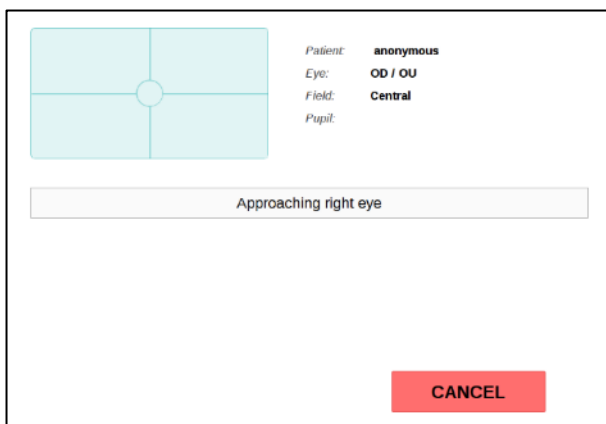 Patient: anonymous
Eye: OD / OU
Field: Central
Pupil:
Approaching right eye
CANCEL